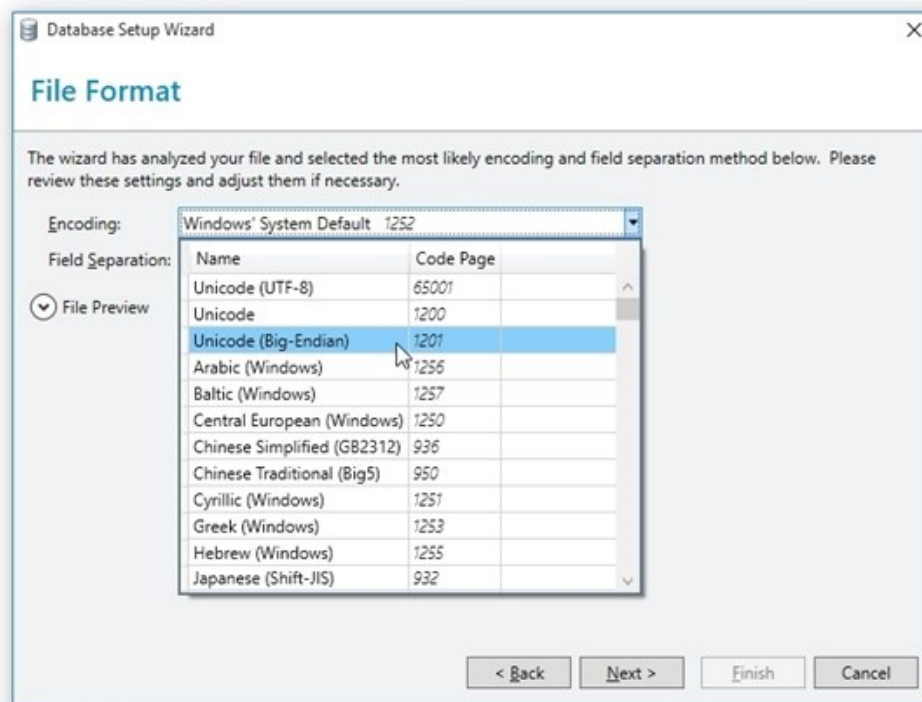 Database Setup Wizard
File Format
The wizard has analyzed your file and selected the most likely encoding and field separation method below. Please
review these settings and adjust them if necessary.
Encoding: Windows' System Default 1252
Field Separation:
Name Code Page
Unicode (UTF-8) 65001
Unicode 1200
Unicode (Big-Endian) 1201
Arabic (Windows) 1256
Baltic (Windows) 1257
Central European (Windows) 1250
Chinese Simplified (GB2312) 936
Chinese Traditional (Big5) 950
Cyrillic (Windows) 1251
Greek (Windows) 1253
Hebrew (Windows) 1255
Japanese (Shift-JIS) 932
File Preview
< Back Next > Finish Cancel